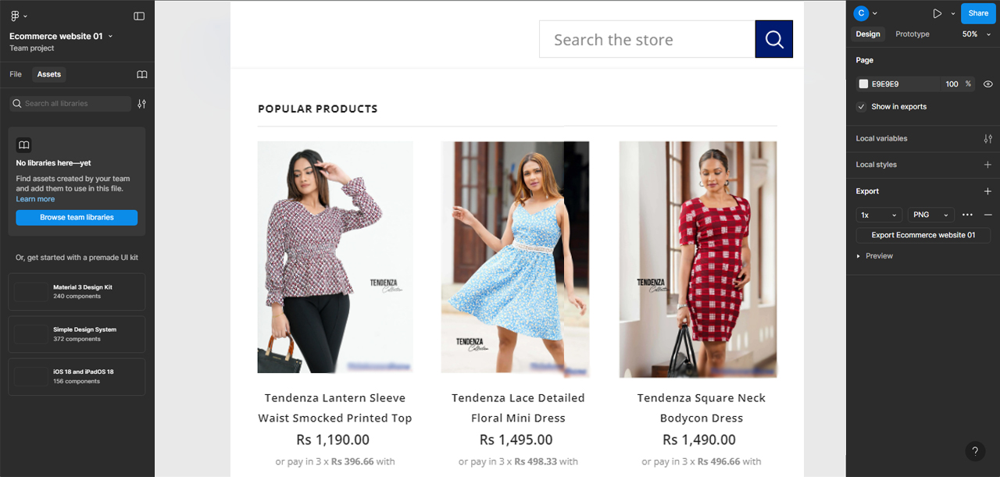 Ecommerce website 01
Team project
File
Assets
Search all libraries
No libraries here—yet
Find assets created by your team
and add them to use in this file.
Learn more
Browse team libraries
Or, get started with a premade UI kit
Material 3 Design Kit
240 components
Simple Design System
372 components
iOS 18 and iPadOS 18
156 components
Search the store
POPULAR PRODUCTS
TENDENZA
Collection
TENDENZA
Collection
TENDENZA
Collection
Tendenza Lantern Sleeve
Waist Smocked Printed Top
Rs 1,190.00
or pay in 3 x Rs 396.66 with
Tendenza Lace Detailed
Floral Mini Dress
Rs 1,495.00
or pay in 3 x Rs 498.33 with
Tendenza Square Neck
Bodycon Dress
Rs 1,490.00
or pay in 3 x Rs 496.66 with
C
Share
Design
Prototype
50%
Page
E9E9E9
100 %
Show in exports
Local variables
Local styles
Export
1x
PNG
Export Ecommerce website 01
Preview
?